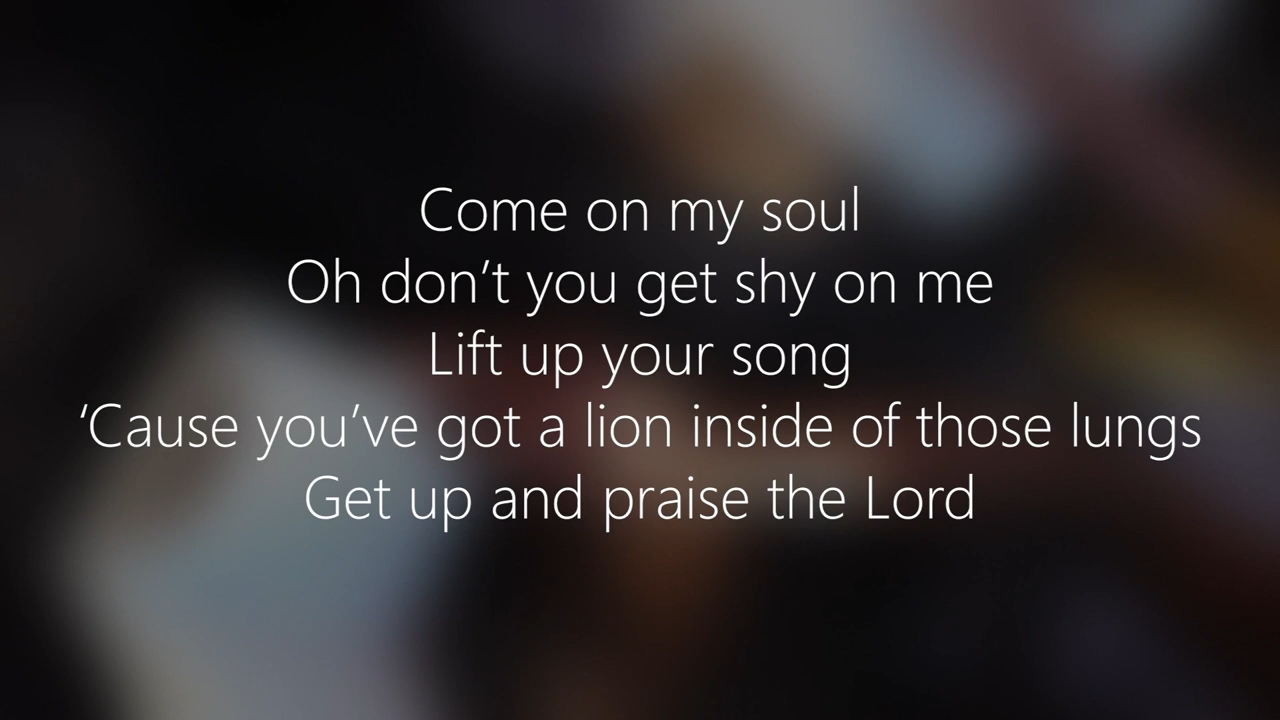 Come on my soul
Oh don’t you get shy on me
Lift up your song
‘Cause you’ve got a lion inside of those lungs
Get up and praise the Lord